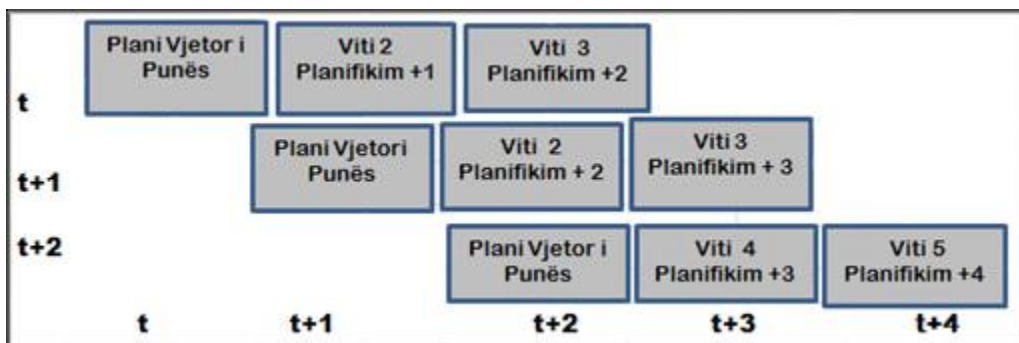 Plani Vjetor i
Punës
Viti 2
Planifikim +1
Viti 3
Planifikim +2
t
Plani Vjetori
Punës
Viti 2
Planifikim + 2
Viti 3
Planifikim + 3
t+1
Plani Vjetor i
Punës
Viti 4
Planifikim +3
Viti 5
Planifikim +4
t+2
t
t+1
t+2
t+3
t+4